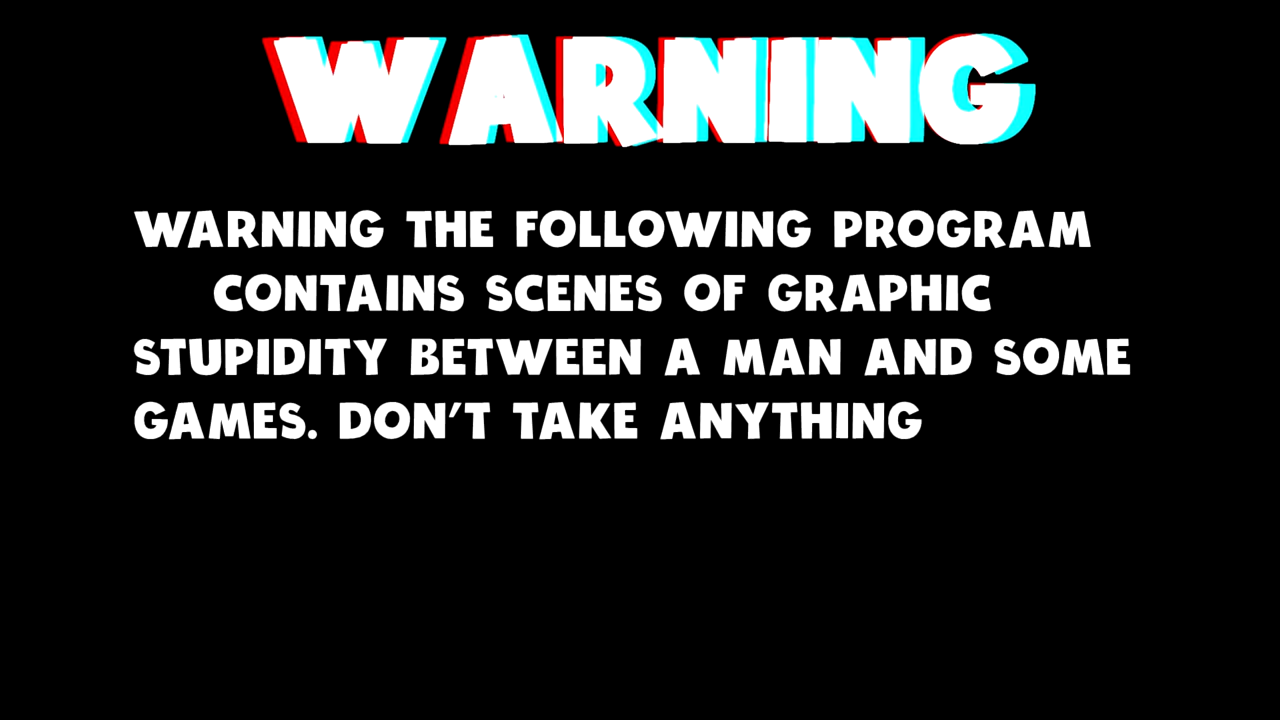 WARNING
WARNING THE FOLLOWING PROGRAM
CONTAINS SCENES OF GRAPHIC
STUPIDITY BETWEEN A MAN AND SOME
GAMES. DON'T TAKE ANYTHING